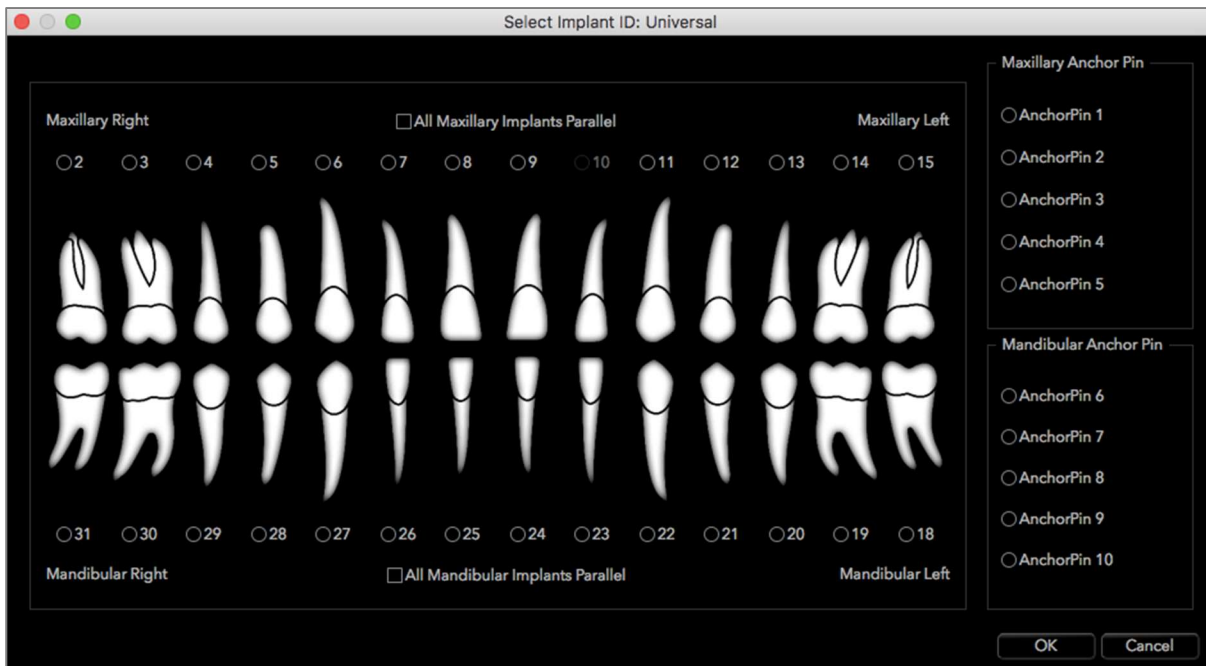 Select Implant ID: Universal
Maxillary Anchor Pin
Maxillary Right
All Maxillary Implants Parallel
Maxillary Left
2 3 4 5 6 7 8 9 10 11 12 13 14 15
AnchorPin 1
AnchorPin 2
AnchorPin 3
AnchorPin 4
AnchorPin 5
Mandibular Anchor Pin
AnchorPin 6
AnchorPin 7
AnchorPin 8
AnchorPin 9
AnchorPin 10
31 30 29 28 27 26 25 24 23 22 21 20 19 18
Mandibular Right
All Mandibular Implants Parallel
Mandibular Left
OK
Cancel